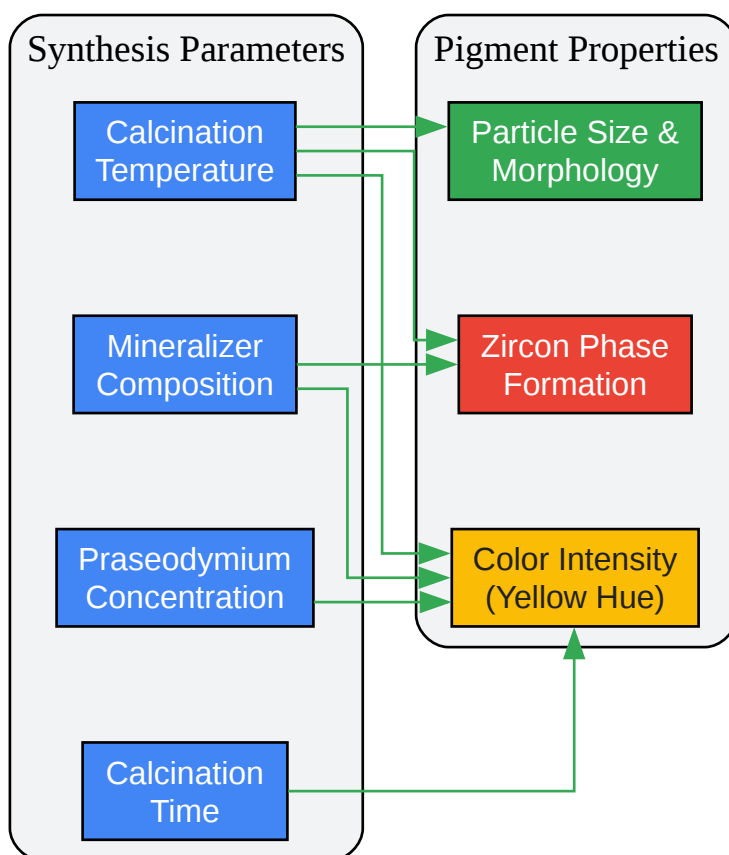 Synthesis Parameters
Calcination
Temperature
Mineralizer
Composition
Praseodymium
Concentration
Calcination
Time
Pigment Properties
Particle Size &
Morphology
Zircon Phase
Formation
Color Intensity
(Yellow Hue)